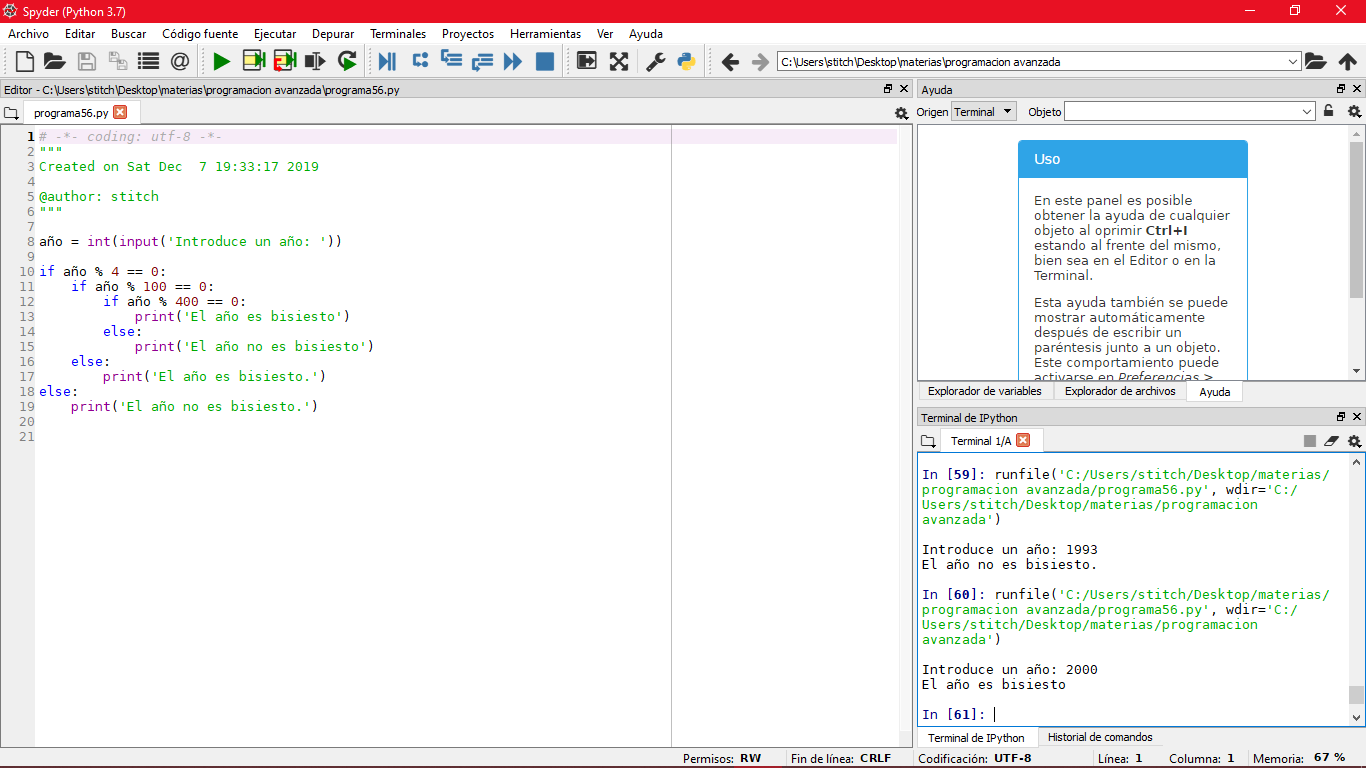 Spyder (Python 3.7)
Archivo Editar Buscar Código fuente Ejecutar Depurar Terminales Proyectos Herramientas Ver Ayuda
C:\Users\stitch\Desktop\materias\programacion avanzada
Editor - C:\Users\stitch\Desktop\materias\programacion avanzada\programa56.py
programa56.py
1 # -*- coding: utf-8 -*-
2 """
3 Created on Sat Dec  7 19:33:17 2019
4
5 @author: stitch
6 """
7
8 año = int(input('Introduce un año: '))
9
10 if año % 4 == 0:
11     if año % 100 == 0:
12         if año % 400 == 0:
13             print('El año es bisiesto')
14         else:
15             print('El año no es bisiesto')
16     else:
17         print('El año es bisiesto.')
18 else:
19     print('El año no es bisiesto.')
20
21
Ayuda
Origen Terminal Objeto
Uso
En este panel es posible
obtener la ayuda de cualquier
objeto al oprimir Ctrl+I
estando al frente del mismo,
bien sea en el Editor o en la
Terminal.
Esta ayuda también se puede
mostrar automáticamente
después de escribir un
paréntesis junto a un objeto.
Este comportamiento puede
activarse en Preferencias >
Explorador de variables Explorador de archivos Ayuda
Terminal de IPython
Terminal 1/A
In [59]: runfile('C:/Users/stitch/Desktop/materias/
programacion avanzada/programa56.py', wdir='C:/
Users/stitch/Desktop/materias/programacion
avanzada')
Introduce un año: 1993
El año no es bisiesto.
In [60]: runfile('C:/Users/stitch/Desktop/materias/
programacion avanzada/programa56.py', wdir='C:/
Users/stitch/Desktop/materias/programacion
avanzada')
Introduce un año: 2000
El año es bisiesto
In [61]:
Terminal de IPython Historial de comandos
Permisos: RW Fin de línea: CRLF Codificación: UTF-8 Línea: 1 Columna: 1 Memoria: 67 %